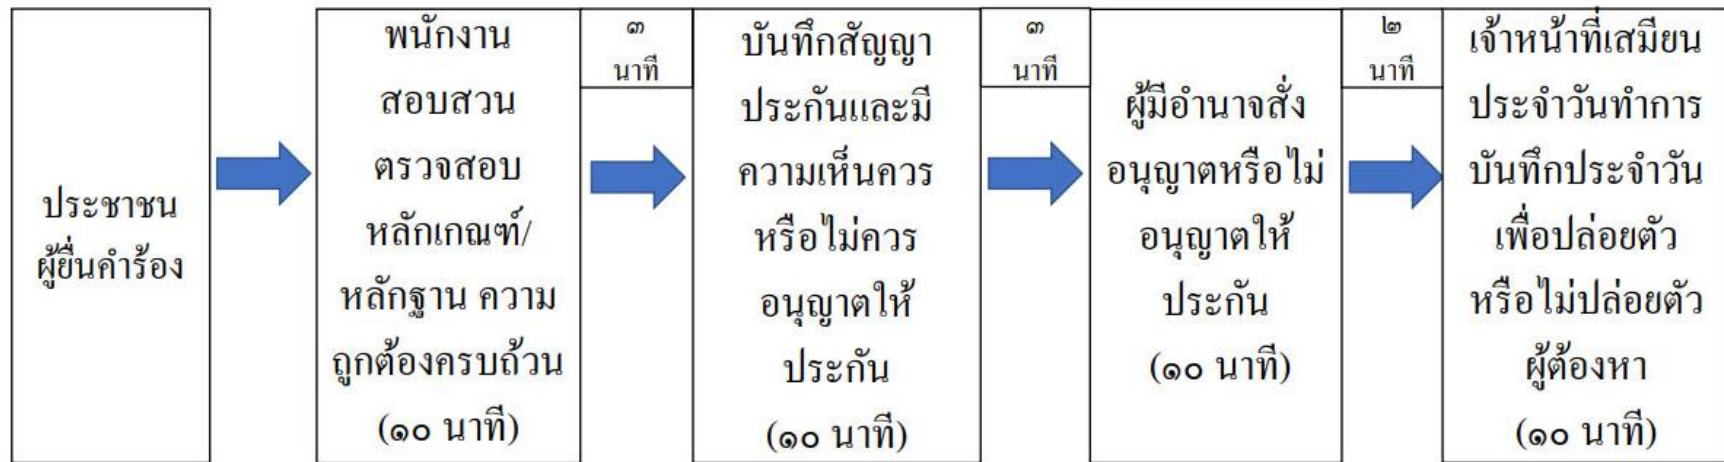 ประชาชน
ผู้ยื่นคำร้อง
พนักงาน
สอบสวน
ตรวจสอบ
หลักเกณฑ์/
หลักฐาน ความ
ถูกต้องครบถ้วน
(๑๐ นาที)
๓
นาที
บันทึกสัญญา
ประกันและมี
ความเห็นควร
หรือไม่ควร
อนุญาตให้
ประกัน
(๑๐ นาที)
๓
นาที
ผู้มีอำนาจสั่ง
อนุญาตหรือไม่
อนุญาตให้
ประกัน
(๑๐ นาที)
๒
นาที
เจ้าหน้าที่เสมียน
ประจำวันทำการ
บันทึกประจำวัน
เพื่อปล่อยตัว
หรือไม่ปล่อยตัว
ผู้ต้องหา
(๑๐ นาที)